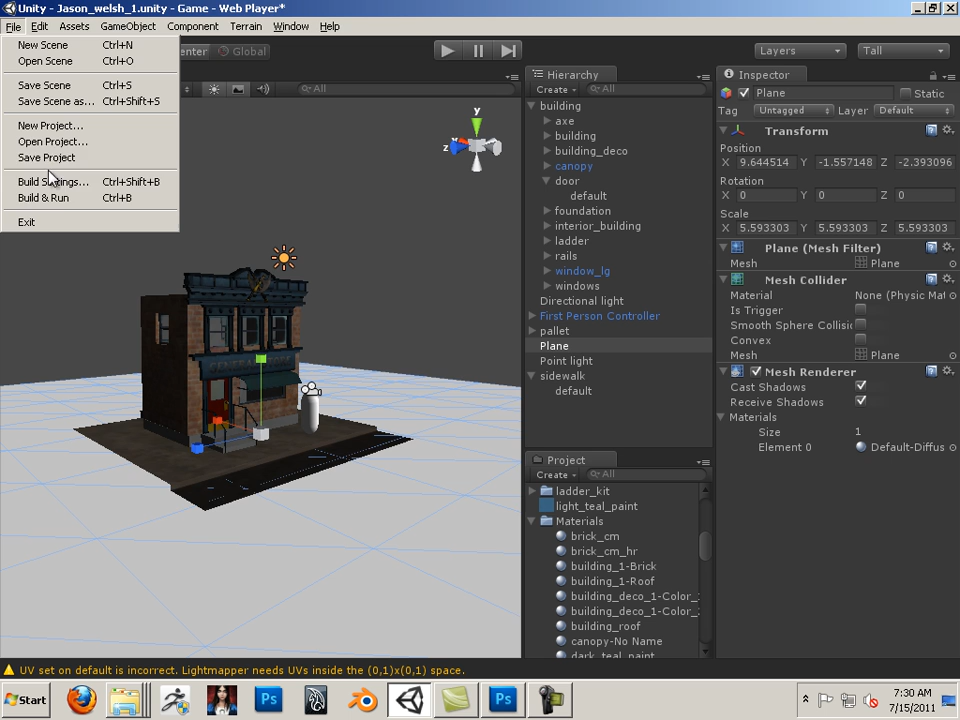 Unity - Jason_welsh_1.unity - Game - Web Player*
File Edit Assets GameObject Component Terrain Window Help
New Scene Ctrl+N
Open Scene Ctrl+O
Save Scene Ctrl+S
Save Scene as... Ctrl+Shift+S
New Project...
Open Project...
Save Project
Build Settings... Ctrl+Shift+B
Build & Run Ctrl+B
Exit
enter Global
Layers
Tall
All
y
z
GENERAL STORE
Hierarchy
Create All
building
axe
building
building_deco
canopy
door
default
foundation
interior_building
ladder
rails
window_lg
windows
Directional light
First Person Controller
pallet
Plane
Point light
sidewalk
default
Project
Create All
ladder_kit
light_teal_paint
Materials
brick_cm
brick_cm_hr
building_1-Brick
building_1-Roof
building_deco_1-Color_
building_deco_1-Color_
building_roof
canopy-No Name
dark_teal_paint
Inspector
Plane Static
Tag Untagged Layer Default
Transform
Position
X 9.644514 Y -1.557148 Z -2.393096
Rotation
X 0 Y 0 Z 0
Scale
X 5.593303 Y 5.593303 Z 5.593303
Plane (Mesh Filter)
Mesh Plane
Mesh Collider
Material None (Physic Mat
Is Trigger
Smooth Sphere Collisio
Convex
Mesh Plane
Mesh Renderer
Cast Shadows
Receive Shadows
Materials
Size 1
Element 0 Default-Diffus
UV set on default is incorrect. Lightmapper needs UVs inside the (0,1)x(0,1) space.
Start
Ps
Ps
7:30 AM
7/15/2011